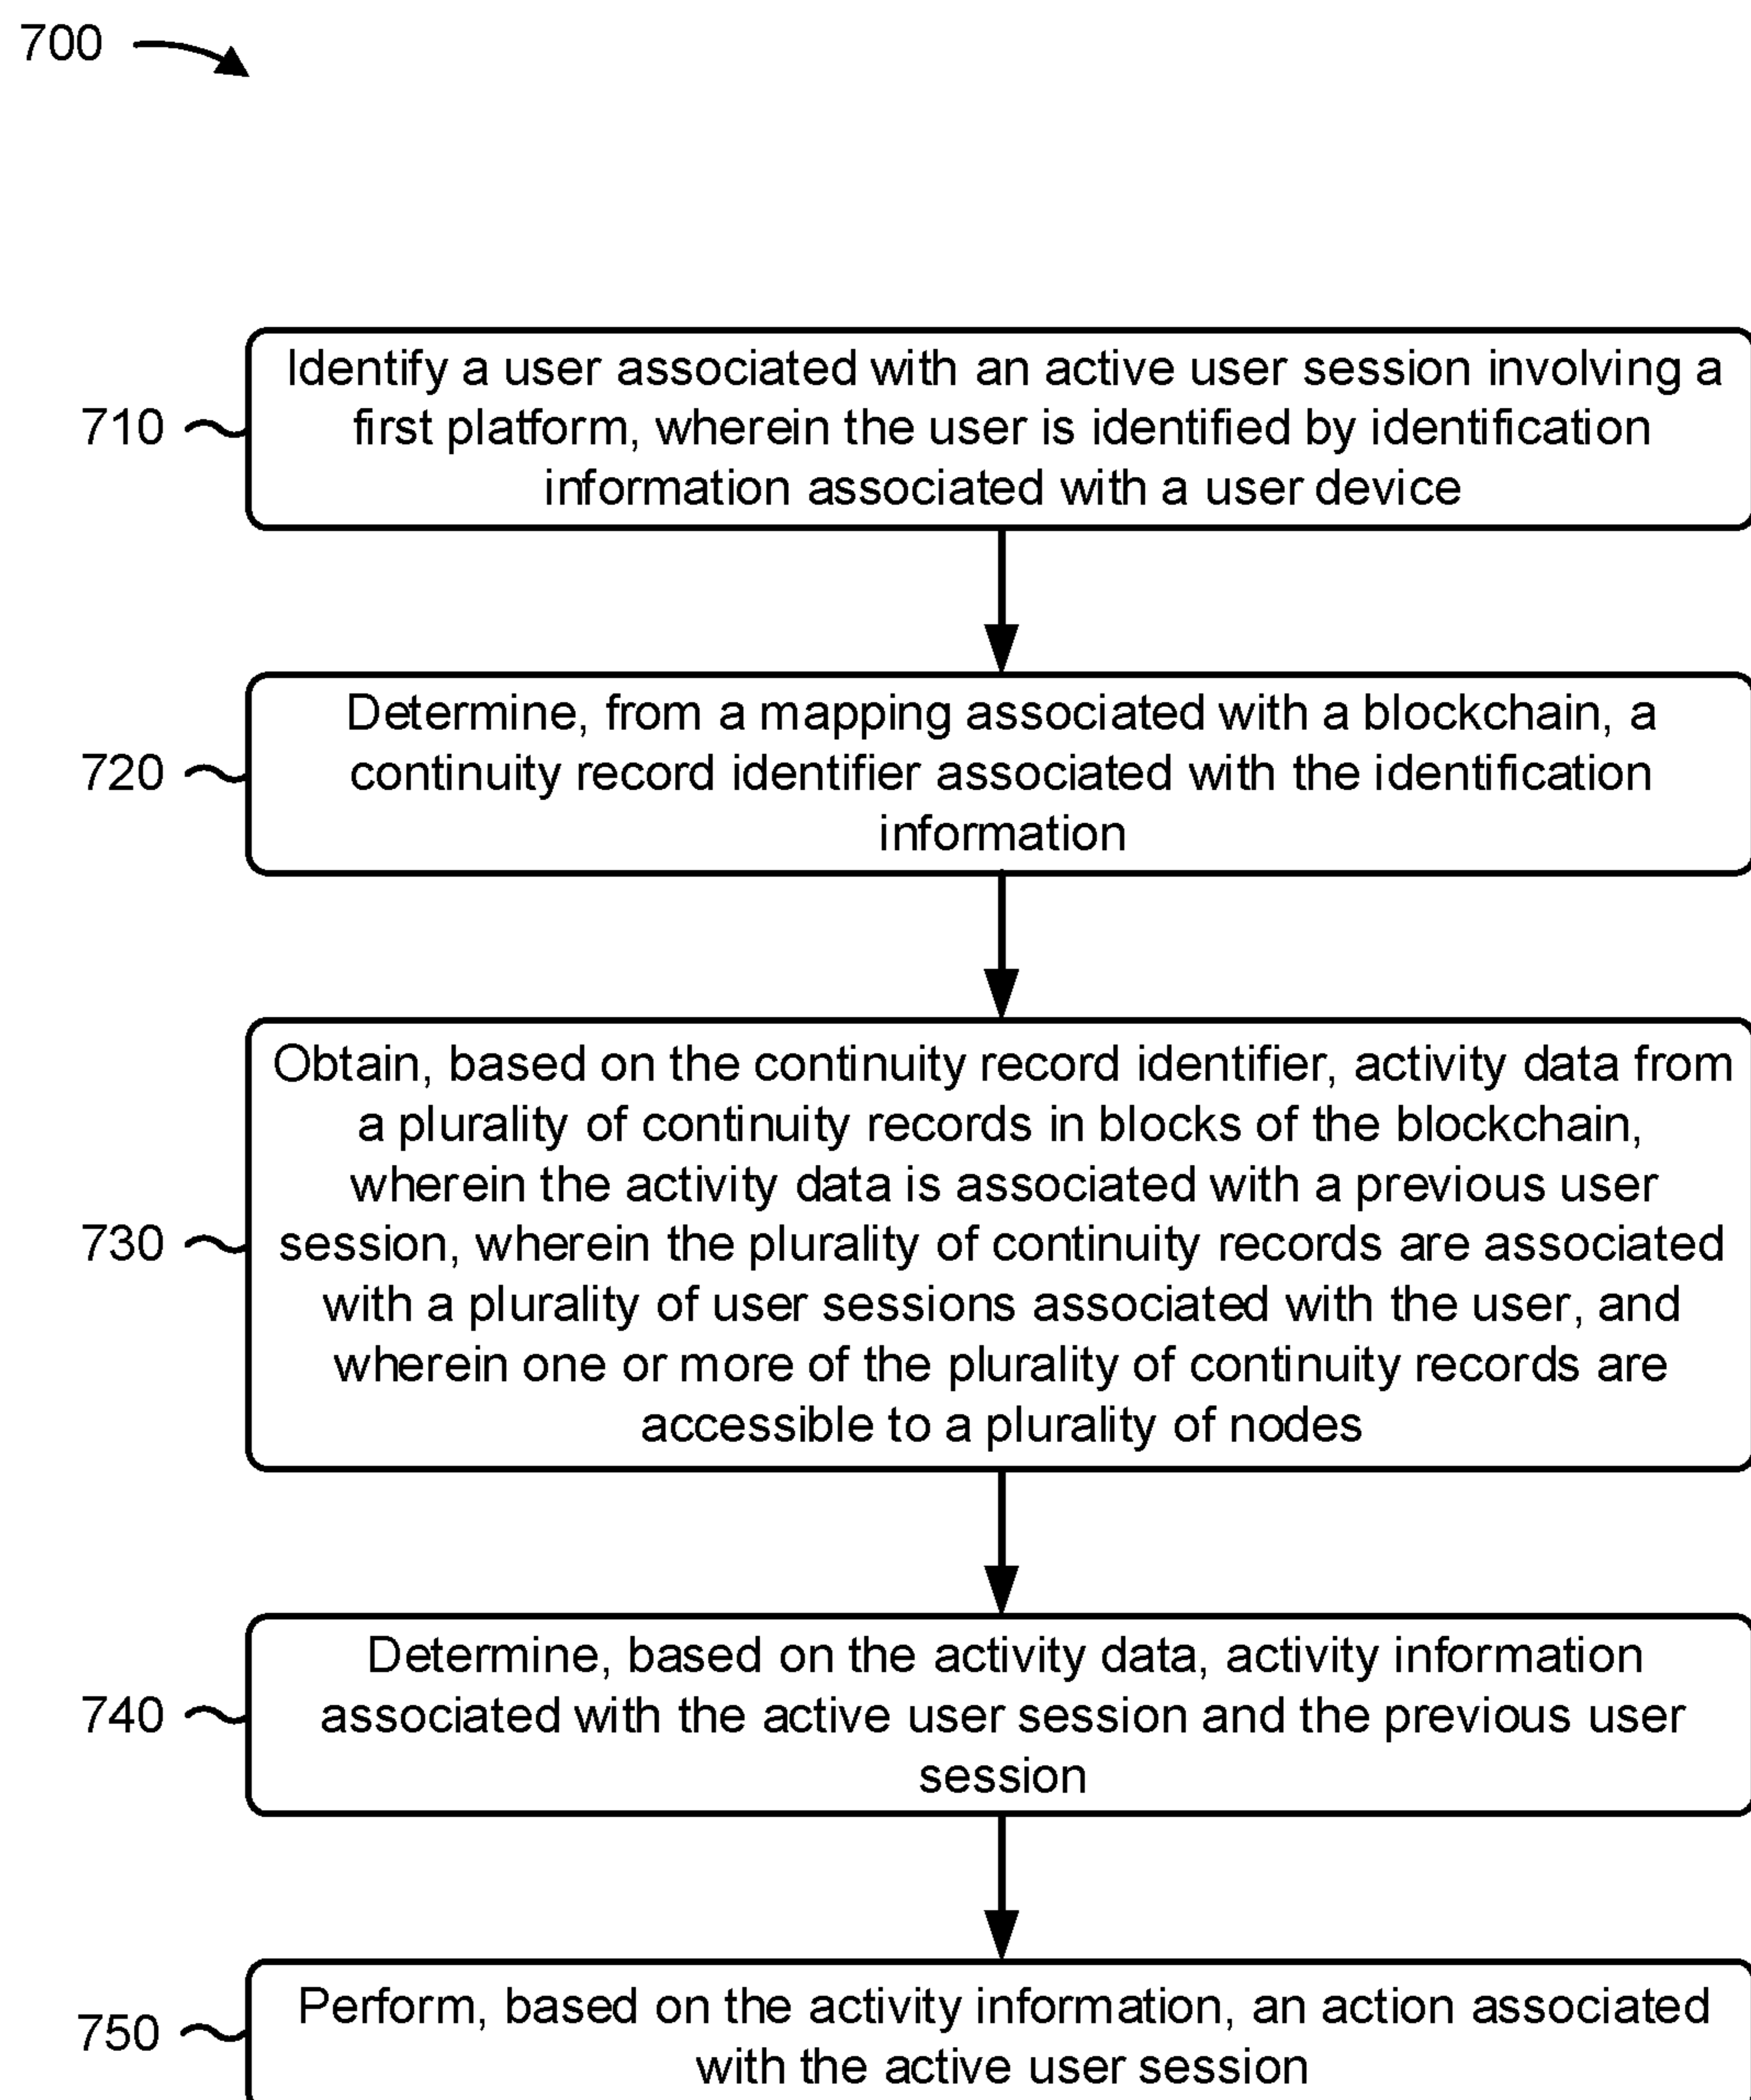 700
Identify a user associated with an active user session involving a
710
first platform, wherein the user is identified by identification
information associated with a user device
Determine, from a mapping associated with a blockchain, a
720
continuity record identifier associated with the identification
information
Obtain, based on the continuity record identifier, activity data from
a plurality of continuity records in blocks of the blockchain,
wherein the activity data is associated with a previous user
730
session, wherein the plurality of continuity records are associated
with a plurality of user sessions associated with the user, and
wherein one or more of the plurality of continuity records are
accessible to a plurality of nodes
Determine, based on the activity data, activity information
740
associated with the active user session and the previous user
session
Perform, based on the activity information, an action associated
750
with the active user session